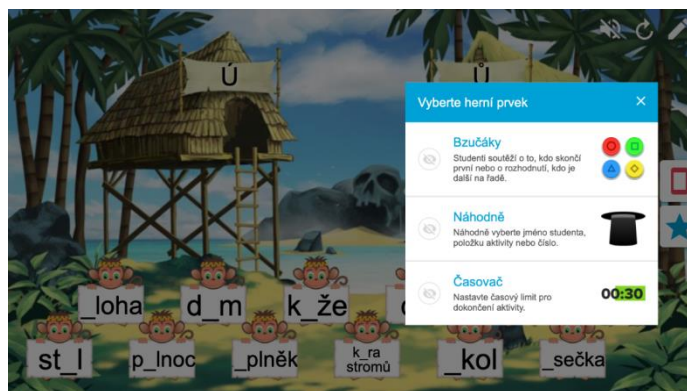 Ú
Ů
Vyberte herní prvek
Bzučáky
Studenti soutěží o to, kdo skončí
první nebo o rozhodnutí, kdo je
další na řadě.
Náhodně
Náhodně vyberte jméno studenta,
položku aktivity nebo číslo.
Časovač
Nastavte časový limit pro
dokončení aktivity.
00:30
_loha
d_m
k_že
st_l
p_lnoc
_plněk
k_ra
stromů
_kol
_sečka